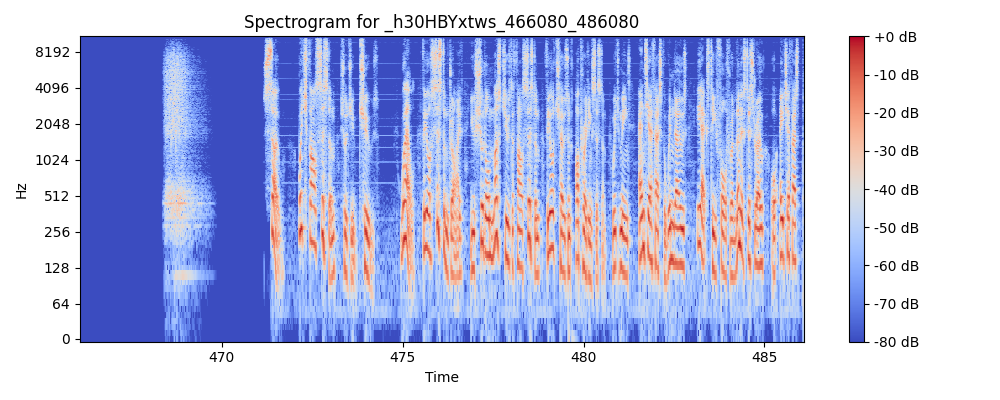 Spectrogram for _h30HBYxtws_466080_486080
Hz
8192
4096
2048
1024
512
256
128
64
0
470
475
480
485
Time
+0 dB
-10 dB
-20 dB
-30 dB
-40 dB
-50 dB
-60 dB
-70 dB
-80 dB